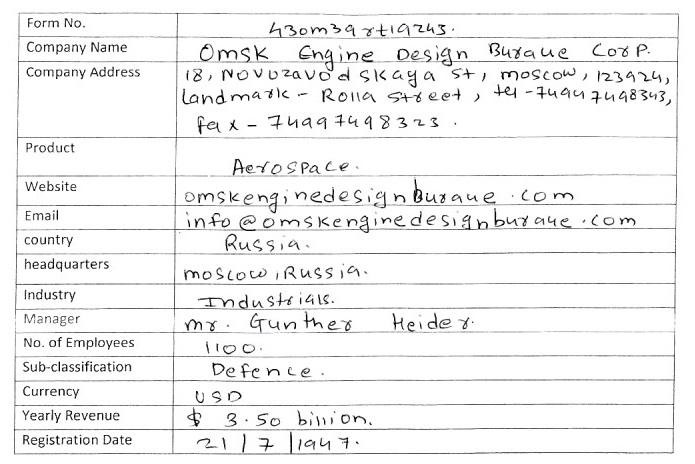 Form No. 430m39rt19243.
Company Name Omsk Engine Design Buraue Corp.
Company Address 18, Novozavodskaya st, moscow, 123924,
Landmark - Rolla street, tel - 74947498343,
fax - 74997498323.
Product Aerospace.
Website omskenginedesignburaue.com
Email info@omskenginedesignburaue.com
country Russia.
headquarters moscow, Russia.
Industry Industrials.
Manager mr. Gunther Heider.
No. of Employees 1100.
Sub-classification Defence.
Currency USD
Yearly Revenue $ 3.50 billion.
Registration Date 21/7/1947.